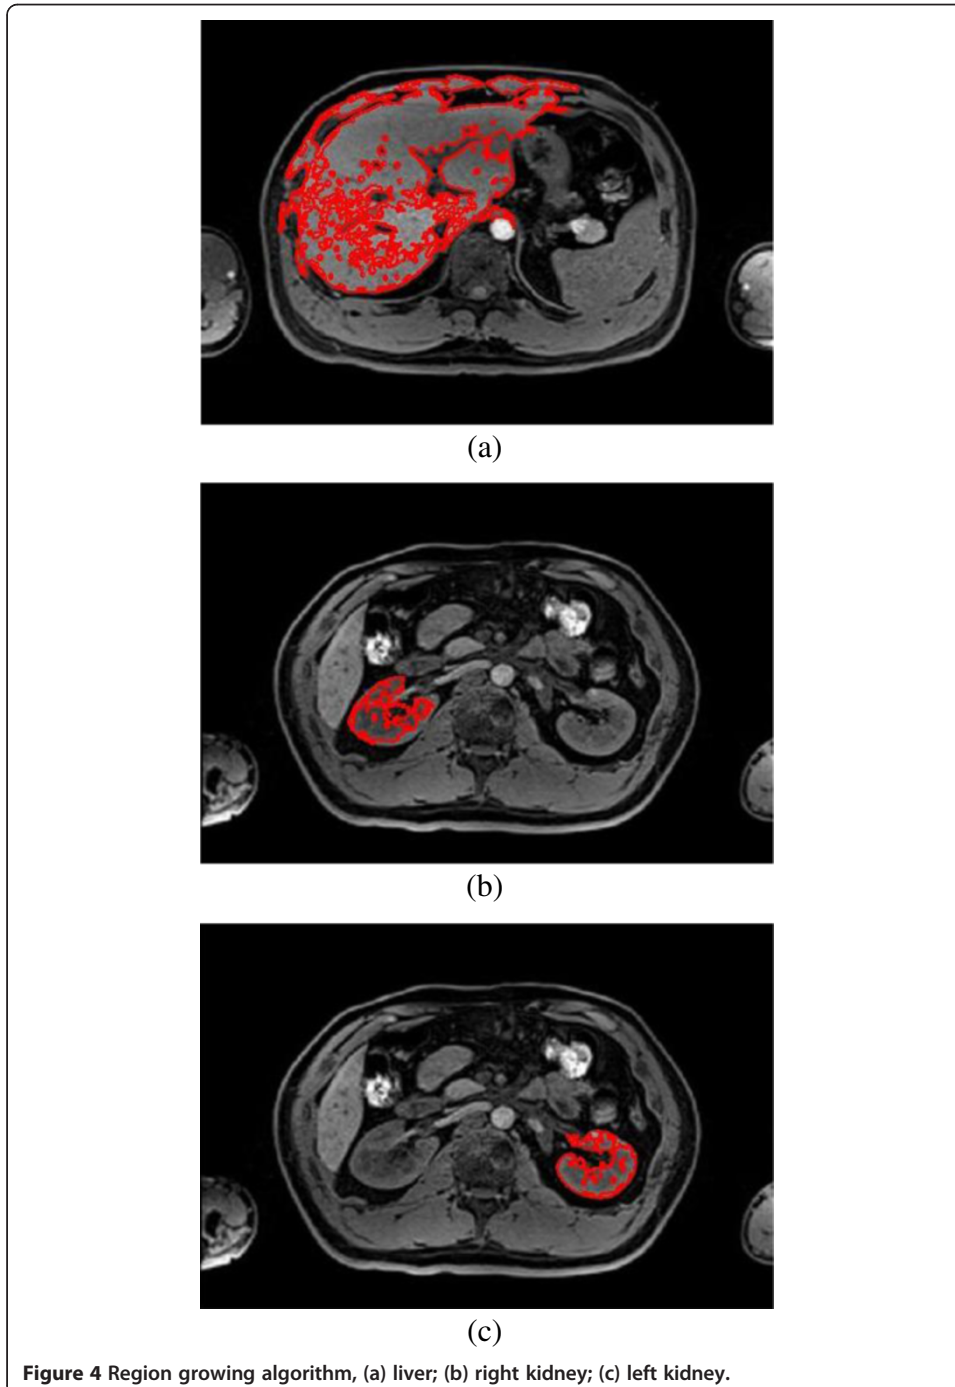 (a)
(b)
(c)
Figure 4 Region growing algorithm, (a) liver; (b) right kidney; (c) left kidney.